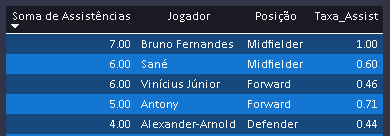 Soma de Assistências Jogador Posição Taxa_Assist
7.00 Bruno Fernandes Midfielder 1.00
6.00 Sané Midfielder 0.60
6.00 Vinícius Júnior Forward 0.46
5.00 Antony Forward 0.71
4.00 Alexander-Arnold Defender 0.44